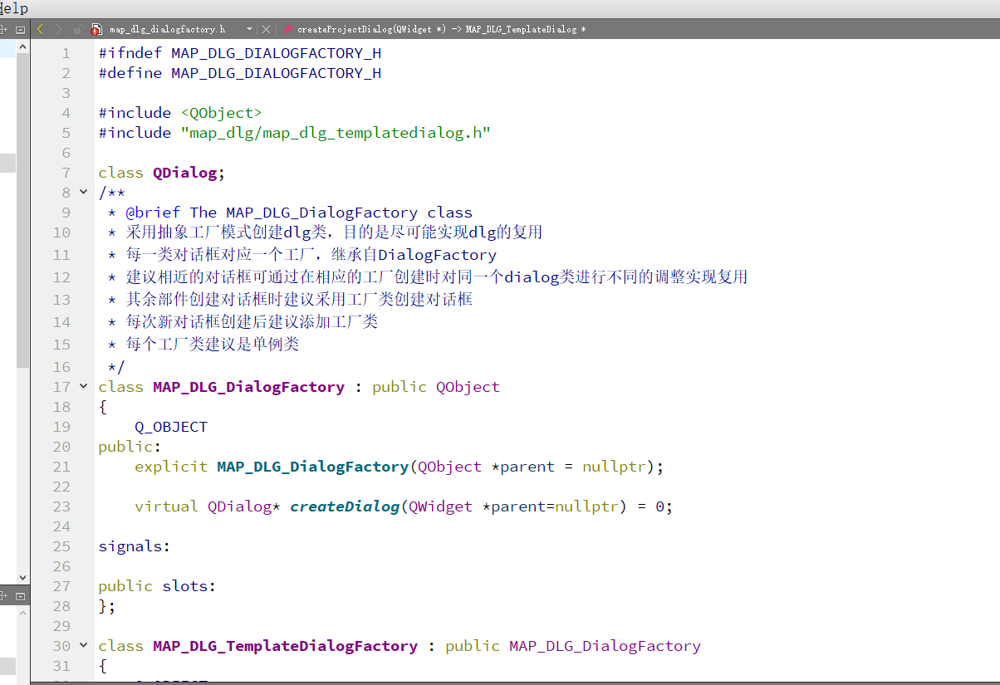 Help
map_dlg_dialogfactory.h
createProjectDialog(QWidget *) -> MAP_DLG_TemplateDialog *
1 #ifndef MAP_DLG_DIALOGFACTORY_H
2 #define MAP_DLG_DIALOGFACTORY_H
3
4 #include <QObject>
5 #include "map_dlg/map_dlg_templatedialog.h"
6
7 class QDialog;
8 /**
9 * @brief The MAP_DLG_DialogFactory class
10 * 采用抽象工厂模式创建dlg类，目的是尽可能实现dlg的复用
11 * 每一类对话框对应一个工厂，继承自DialogFactory
12 * 建议相近的对话框可通过在相应的工厂创建时对同一个dialog类进行不同的调整实现复用
13 * 其余部件创建对话框时建议采用工厂类创建对话框
14 * 每次新对话框创建后建议添加工厂类
15 * 每个工厂类建议是单例类
16 */
17 class MAP_DLG_DialogFactory : public QObject
18 {
19 Q_OBJECT
20 public:
21 explicit MAP_DLG_DialogFactory(QObject *parent = nullptr);
22
23 virtual QDialog* createDialog(QWidget *parent=nullptr) = 0;
24
25 signals:
26
27 public slots:
28 };
29
30 class MAP_DLG_TemplateDialogFactory : public MAP_DLG_DialogFactory
31 {